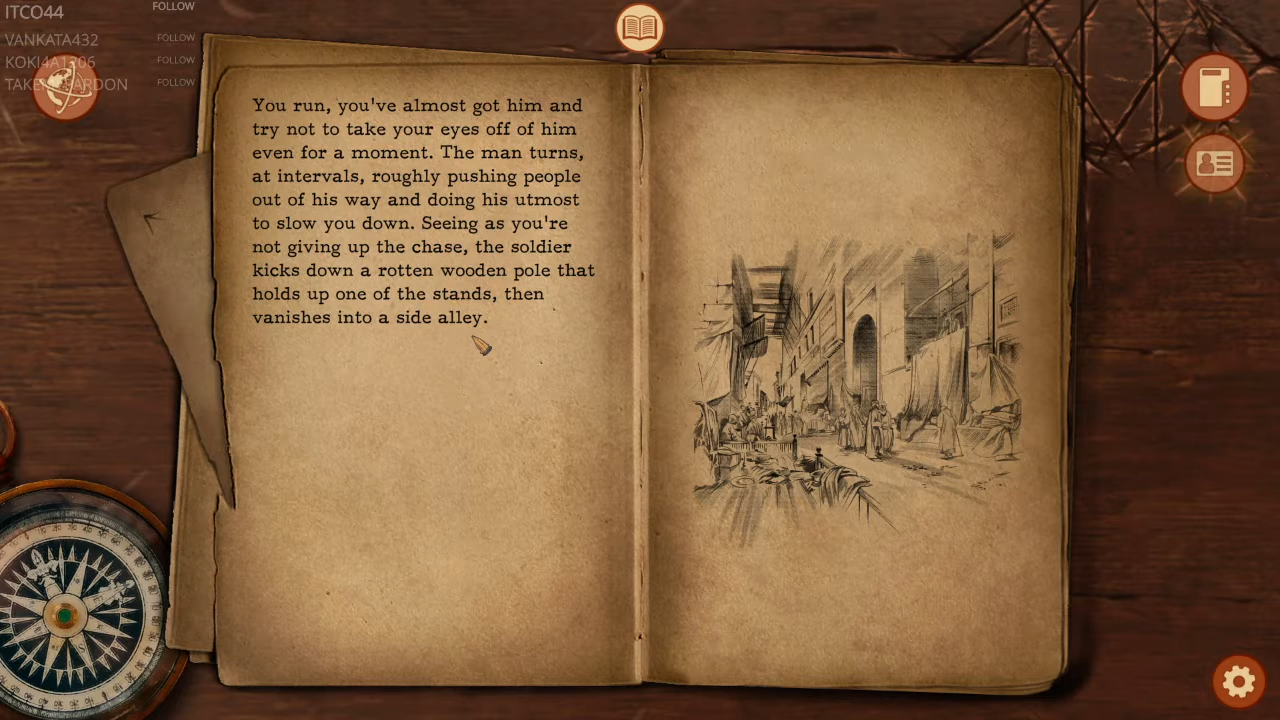 ITCO44 FOLLOW
VANKATA432 FOLLOW
FOLLOW
FOLLOW
You run, you've almost got him and
try not to take your eyes off of him
even for a moment. The man turns,
at intervals, roughly pushing people
out of his way and doing his utmost
to slow you down. Seeing as you're
not giving up the chase, the soldier
kicks down a rotten wooden pole that
holds up one of the stands, then
vanishes into a side alley.